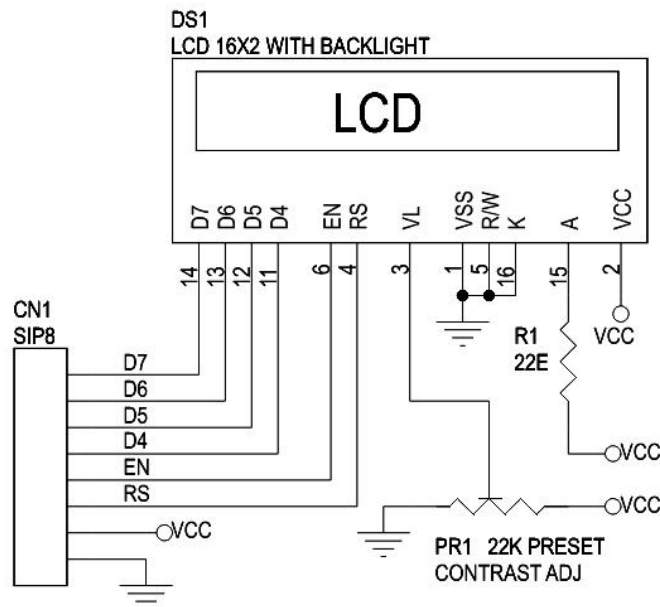 DS1
LCD 16X2 WITH BACKLIGHT
LCD
D7 D6 D5 D4 EN RS VL VSS R/W K A VCC
14 13 12 11 6 4 3 1 5 16 15 2
CN1
SIP8
R1
22E
VCC
D7
D6
D5
D4
EN
RS
VCC
VCC
VCC
PR1 22K PRESET
CONTRAST ADJ